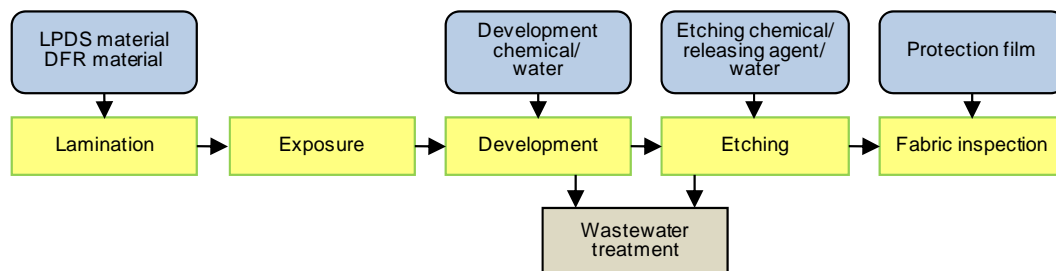 LPDS material
DFR material
Development
chemical/
water
Etching chemical/
releasing agent/
water
Protection film
Lamination
Exposure
Development
Etching
Fabric inspection
Wastewater
treatment